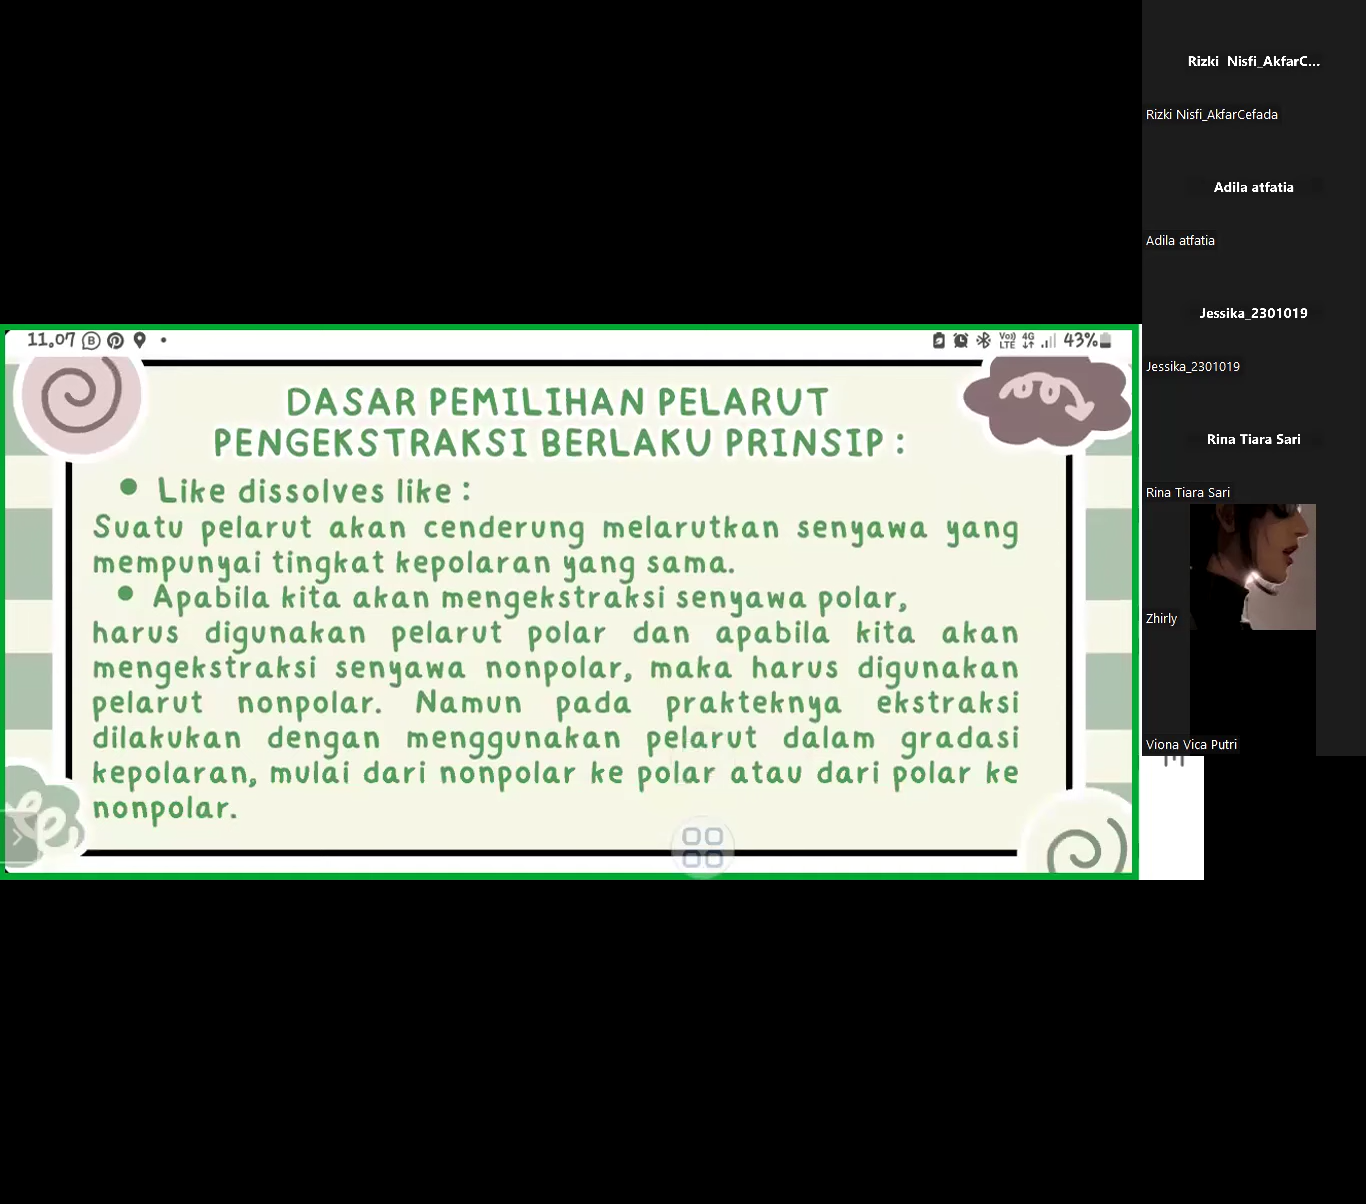 11.07
43%
DASAR PEMILIHAN PELARUT
PENGEKSTRAKSI BERLAKU PRINSIP :
• Like dissolves like :
Suatu pelarut akan cenderung melarutkan senyawa yang
mempunyai tingkat kepolaran yang sama.
• Apabila kita akan mengekstraksi senyawa polar,
harus digunakan pelarut polar dan apabila kita akan
mengekstraksi senyawa nonpolar, maka harus digunakan
pelarut nonpolar. Namun pada prakteknya ekstraksi
dilakukan dengan menggunakan pelarut dalam gradasi
kepolaran, mulai dari nonpolar ke polar atau dari polar ke
nonpolar.
Rizki Nisfi_AkfarC...
Rizki Nisfi_AkfarCefada
Adila atfatia
Adila atfatia
Jessika_2301019
Jessika_2301019
Rina Tiara Sari
Rina Tiara Sari
Zhirly
Viona Vica Putri